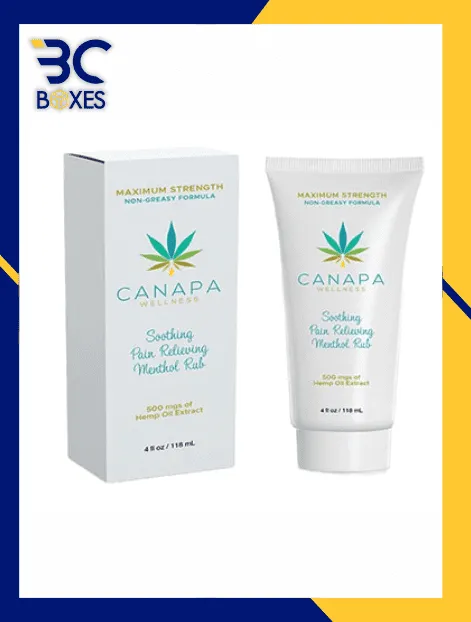 BC
BOXES
MAXIMUM STRENGTH
NON-GREASY FORMULA
CANAPA
WELLNESS
Soothing
Pain Relieving
Menthol Rub
500 mgs of
Hemp Oil Extract
4 fl oz / 118 mL
MAXIMUM STRENGTH
NON-GREASY FORMULA
CANAPA
WELLNESS
Soothing
Pain Relieving
Menthol Rub
500 mgs of
Hemp Oil Extract
4 fl oz / 118 mL